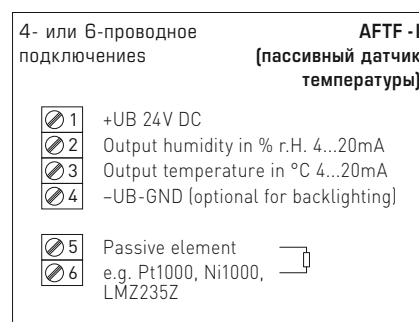 4- или 6-проводное
подключениеs
AFTF - I
(пассивный датчик
температуры)
1 +UB 24V DC
2 Output humidity in % r.H. 4...20mA
3 Output temperature in °C 4...20mA
4 –UB-GND (optional for backlighting)
5 Passive element
6 e.g. Pt1000, Ni1000,
LMZ235Z